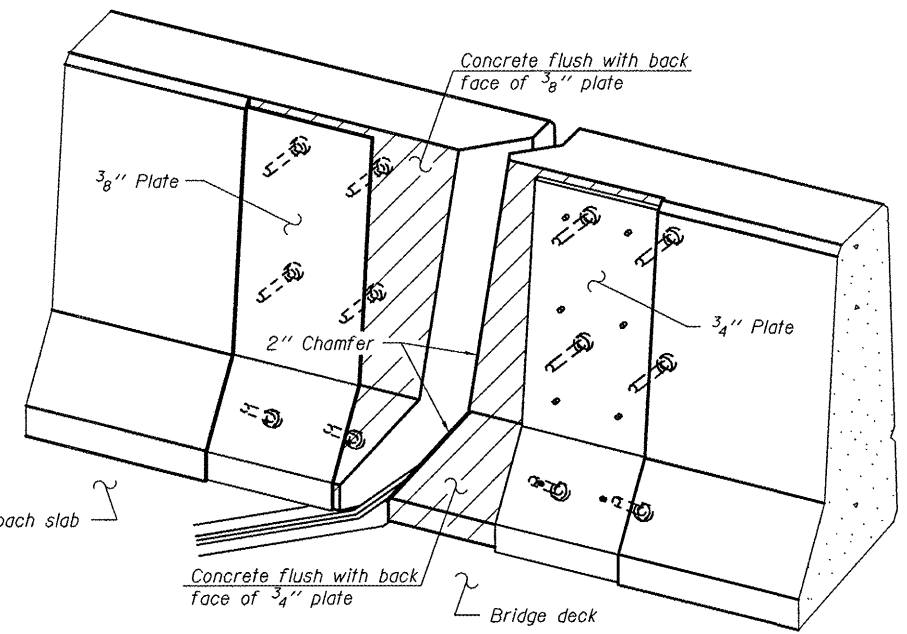 Concrete flush with back
face of 3/8" plate
3/8" Plate
3/4" Plate
2" Chamfer
oach slab
Concrete flush with back
face of 3/4" plate
Bridge deck